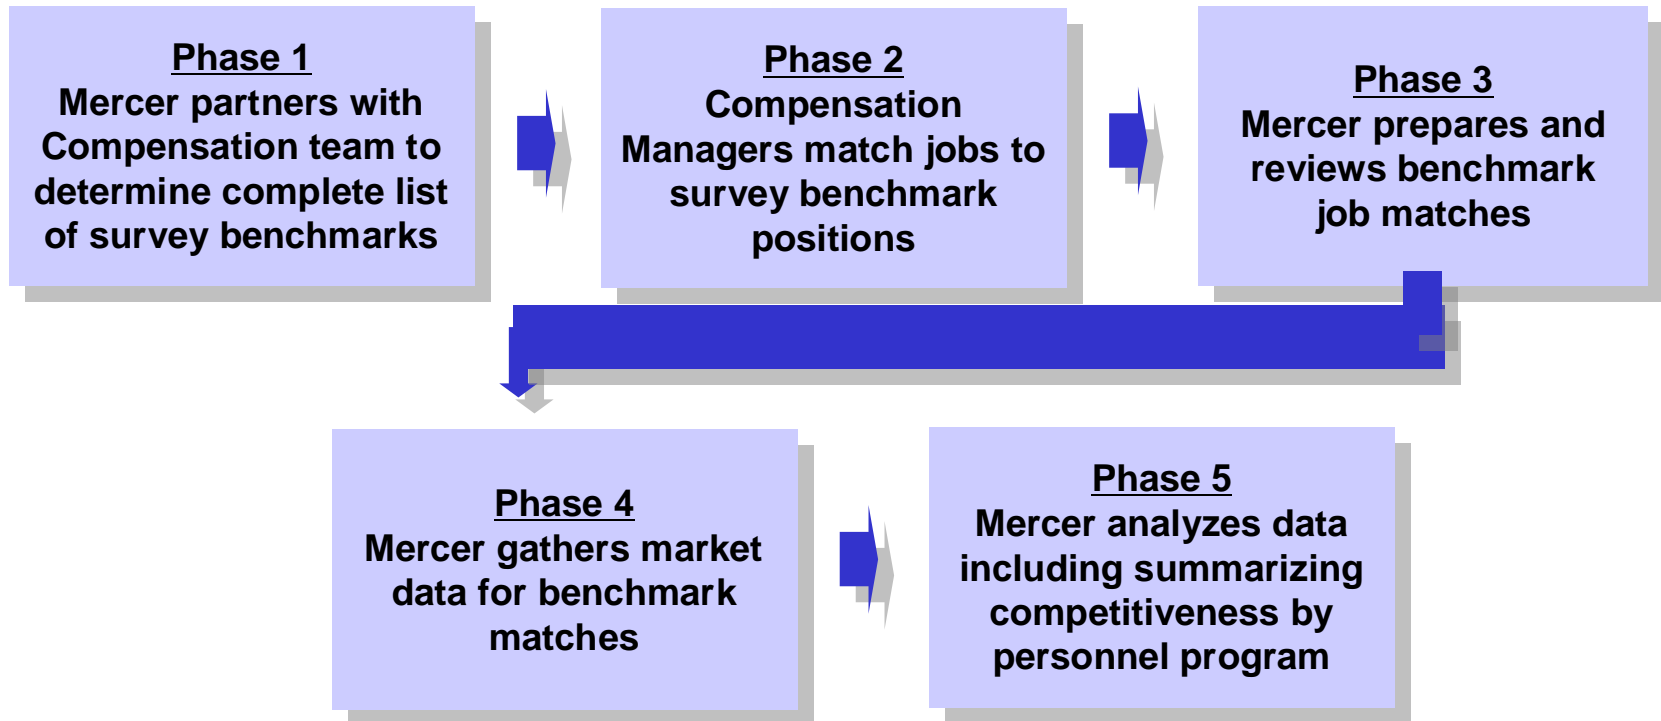 Phase 1
Mercer partners with
Compensation team to
determine complete list
of survey benchmarks
Phase 2
Compensation
Managers match jobs to
survey benchmark
positions
Phase 3
Mercer prepares and
reviews benchmark
job matches
Phase 4
Mercer gathers market
data for benchmark
matches
Phase 5
Mercer analyzes data
including summarizing
competitiveness by
personnel program